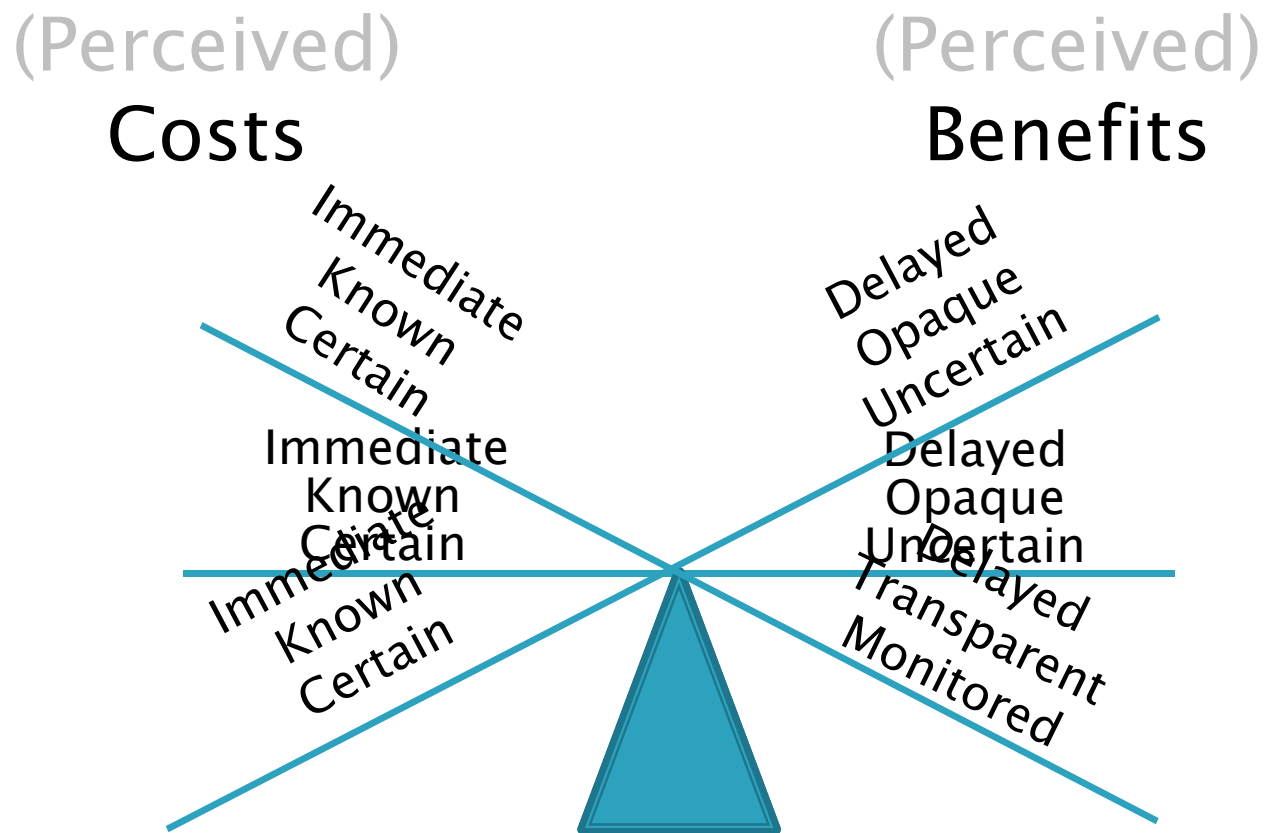 (Perceived)
Costs
(Perceived)
Benefits
Immediate
Known
Certain
Delayed
Opaque
Uncertain
Immediate
Known
Certain
Delayed
Opaque
Uncertain
Immediate
Known
Certain
Delayed
Transparent
Monitored